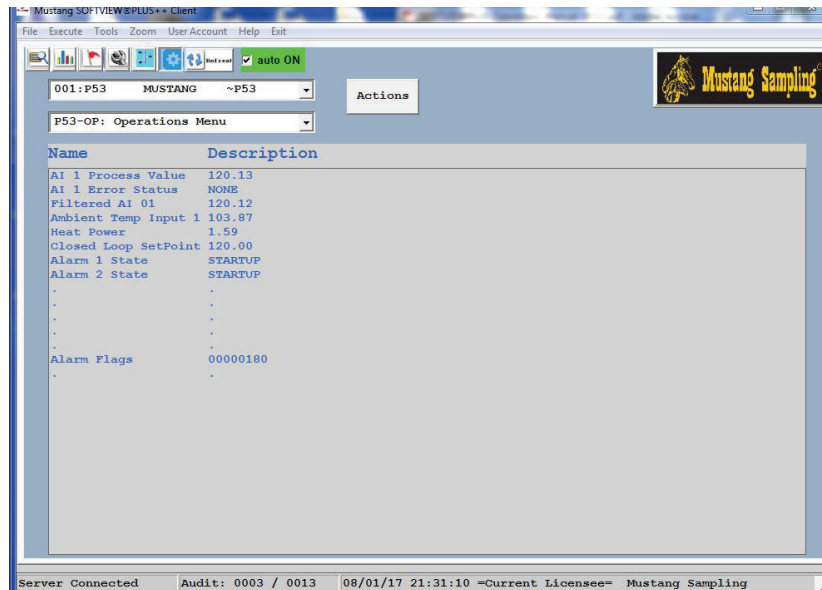 Mustang SOFTVIEW®PLUS++ Client
File Execute Tools Zoom User Account Help Exit
Refresh auto ON
Mustang Sampling
001:P53 MUSTANG ~P53
Actions
P53-OP: Operations Menu
Name Description
AI 1 Process Value 120.13
AI 1 Error Status NONE
Filtered AI 01 120.12
Ambient Temp Input 1 103.87
Heat Power 1.59
Closed Loop SetPoint 120.00
Alarm 1 State STARTUP
Alarm 2 State STARTUP
. .
. .
. .
. .
. .
Alarm Flags 00000180
. .
Server Connected Audit: 0003 / 0013 08/01/17 21:31:10 =Current Licensee= Mustang Sampling